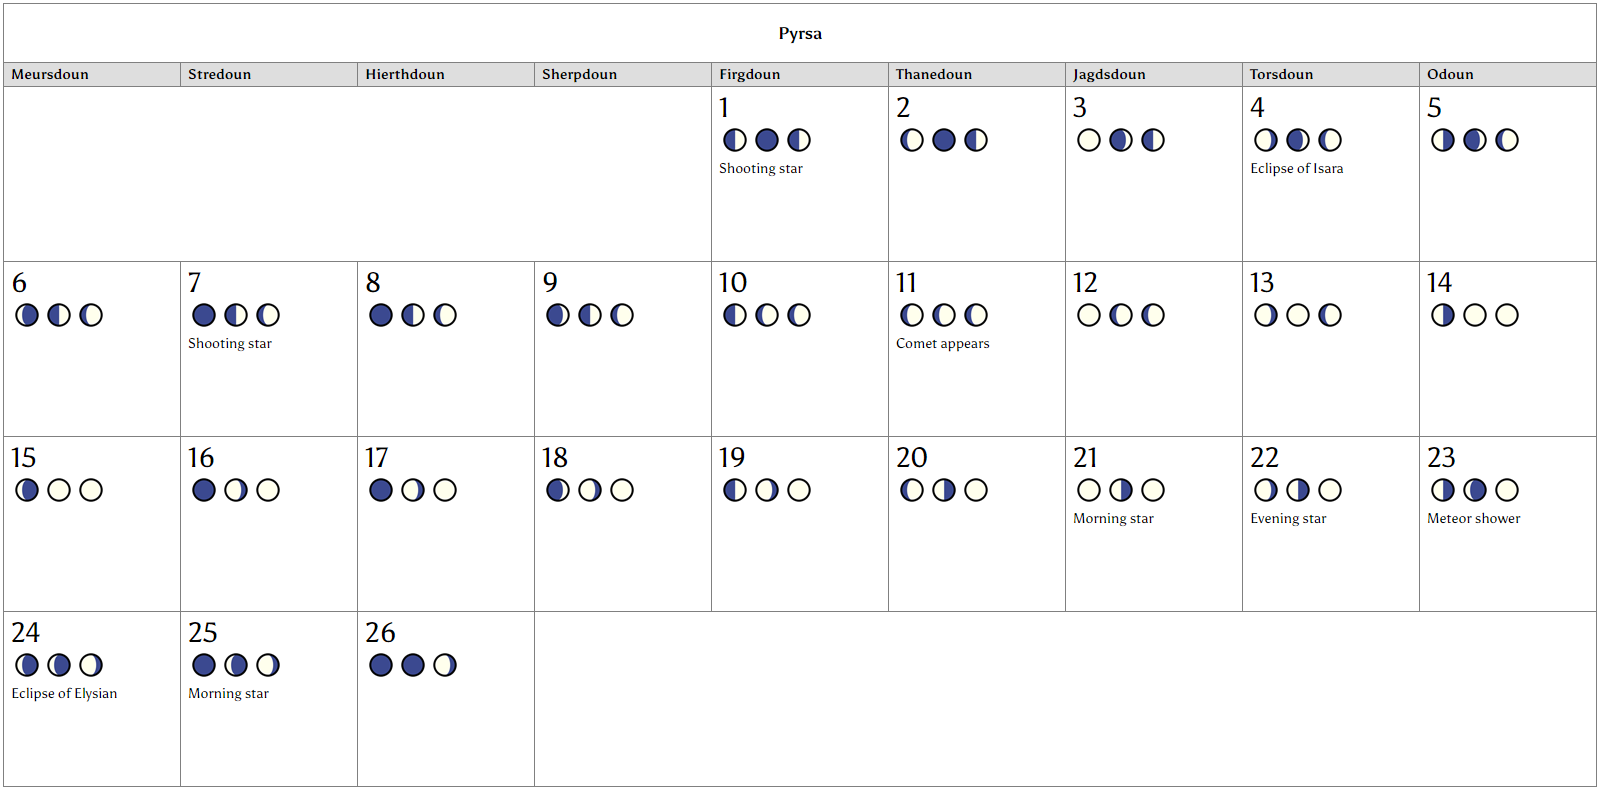 Pyrsa
Meursdoun Stredoun Hierthdoun Sherpdoun Firgdoun Thanedoun Jagdsdoun Torsdoun Odoun
1 2 3 4 5
Shooting star Eclipse of Isara
6 7 8 9 10 11 12 13 14
Shooting star Comet appears
15 16 17 18 19 20 21 22 23
Morning star Evening star Meteor shower
24 25 26
Eclipse of Elysian Morning star